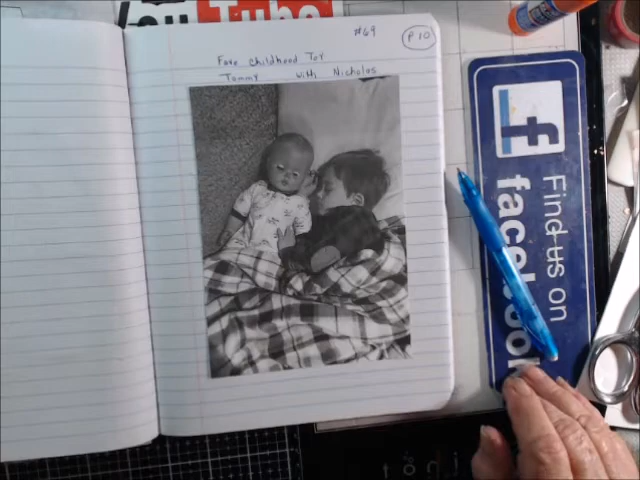 You Tube
#69
P10
Fave Childhood Toy
Tommy with Nicholas
f
Find us on
facebook